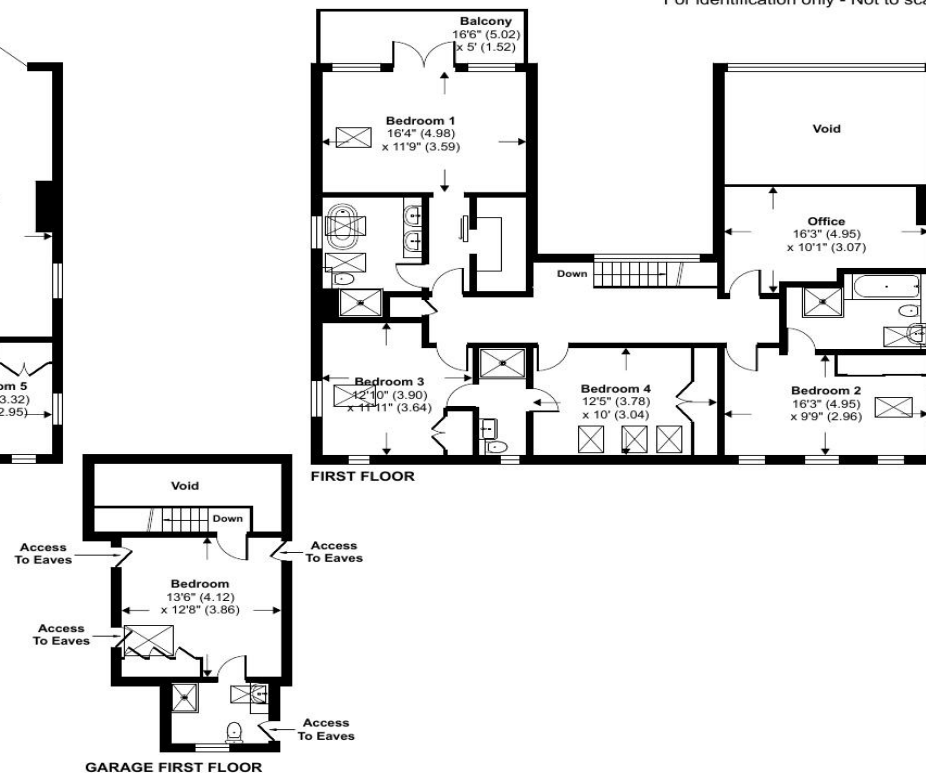 For identification only - Not to sca
Balcony
16'6" (5.02)
x 5' (1.52)
Bedroom 1
16'4" (4.98)
x 11'9" (3.59)
Void
Office
16'3" (4.95)
x 10'1" (3.07)
Down
om 5
3.32)
2.95)
Bedroom 3
12'10" (3.90)
x 11'11" (3.64)
Bedroom 4
12'5" (3.78)
x 10' (3.04)
Bedroom 2
16'3" (4.95)
x 9'9" (2.96)
FIRST FLOOR
Void
Down
Access
To Eaves
Access
To Eaves
Bedroom
13'6" (4.12)
x 12'8" (3.86)
Access
To Eaves
Access
To Eaves
GARAGE FIRST FLOOR